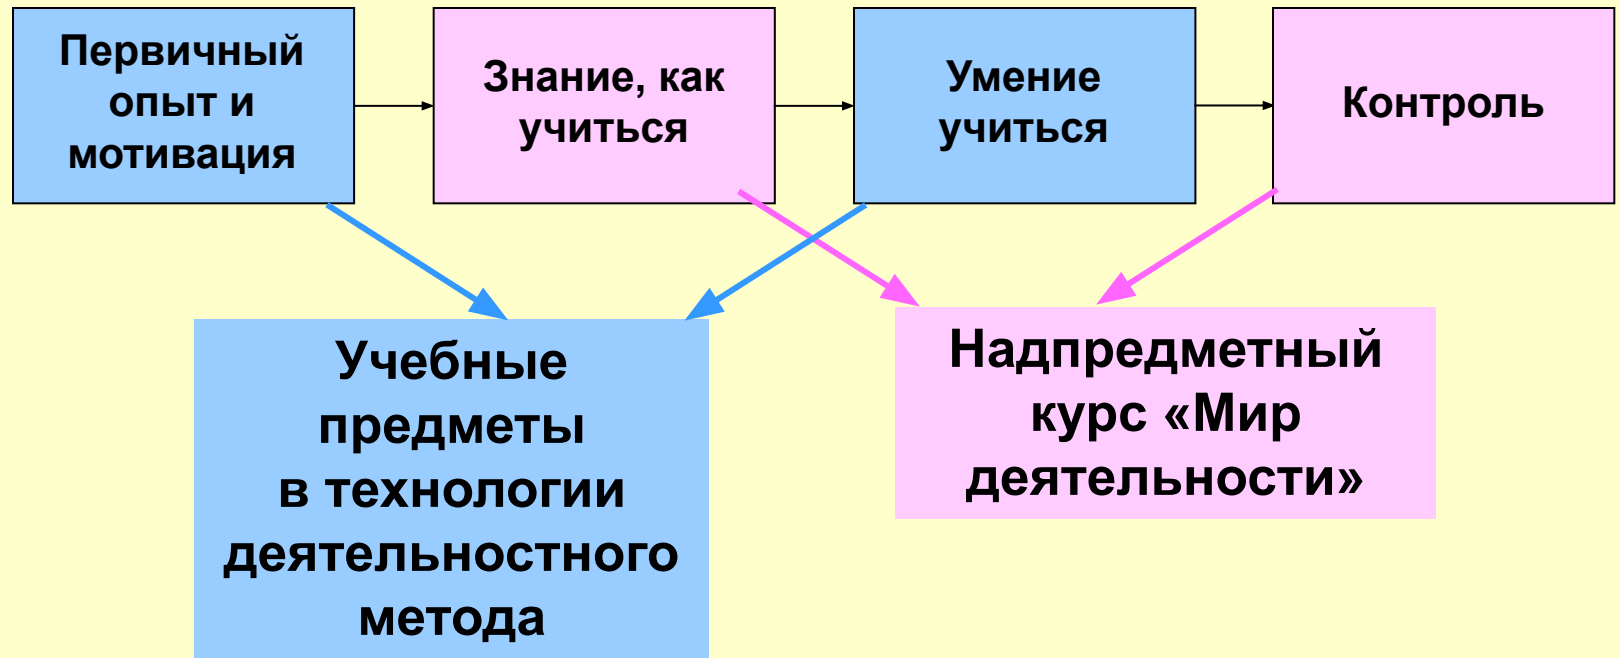 Первичный
опыт и
мотивация
Знание, как
учиться
Умение
учиться
Контроль
Учебные
предметы
в технологии
деятельностного
метода
Надпредметный
курс «Мир
деятельности»